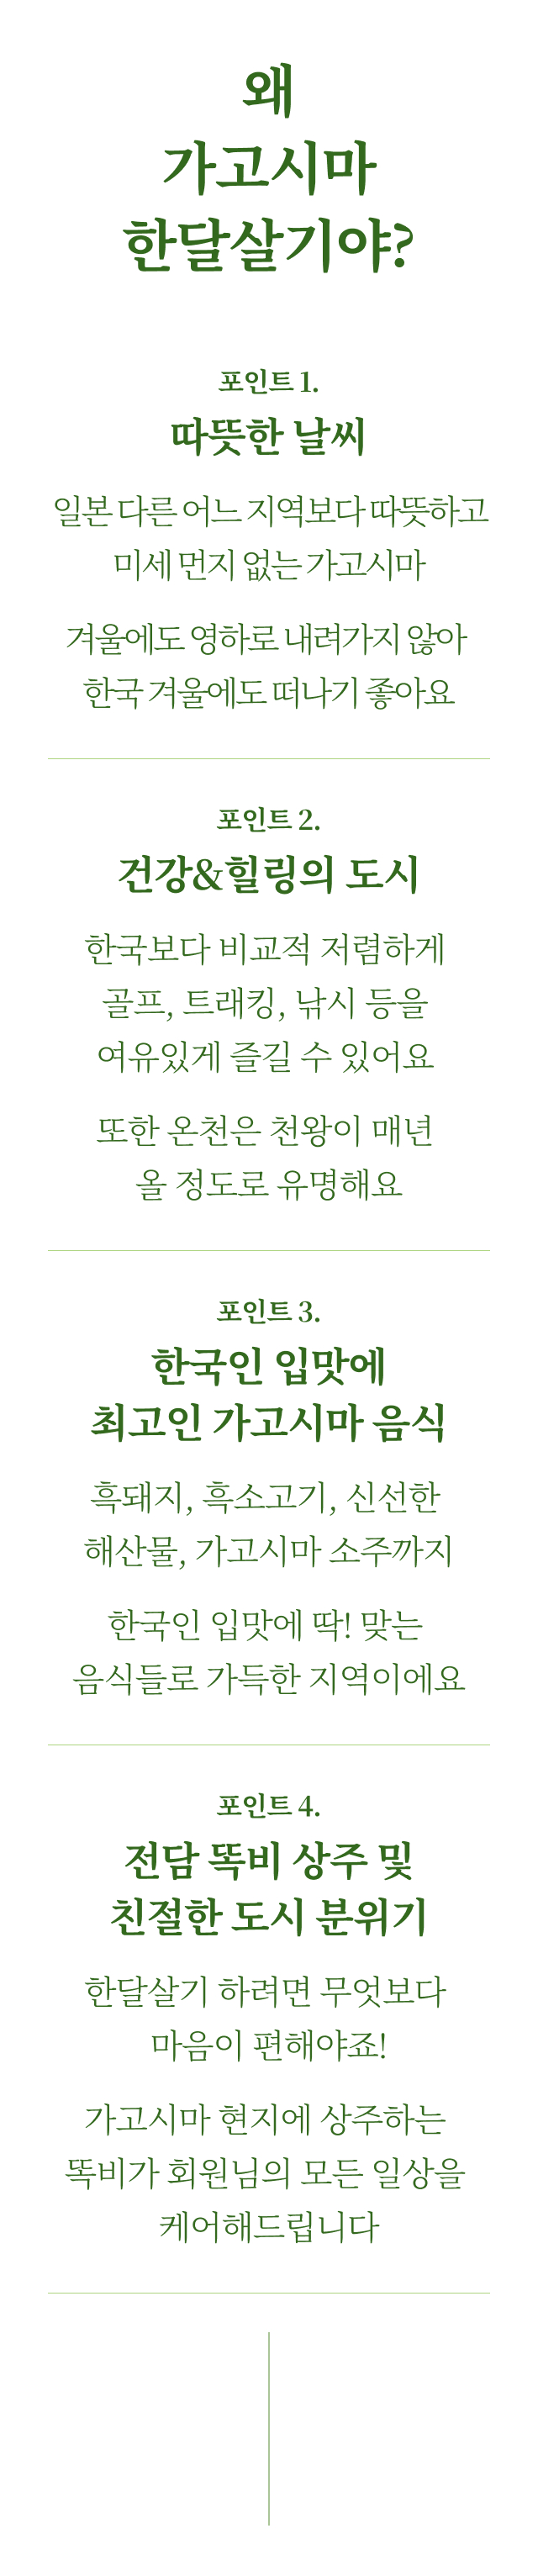 왜
가고시마
한달살기야?
포인트 1.
따뜻한 날씨
일본 다른 어느 지역보다 따뜻하고
미세 먼지 없는 가고시마
겨울에도 영하로 내려가지 않아
한국 겨울에도 떠나기 좋아요
포인트 2.
건강&힐링의 도시
한국보다 비교적 저렴하게
골프, 트래킹, 낚시 등을
여유있게 즐길 수 있어요
또한 온천은 천왕이 매년
올 정도로 유명해요
포인트 3.
한국인 입맛에
최고인 가고시마 음식
흑돼지, 흑소고기, 신선한
해산물, 가고시마 소주까지
한국인 입맛에 딱! 맞는
음식들로 가득한 지역이에요
포인트 4.
전담 똑비 상주 및
친절한 도시 분위기
한달살기 하려면 무엇보다
마음이 편해야죠!
가고시마 현지에 상주하는
똑비가 회원님의 모든 일상을
케어해드립니다